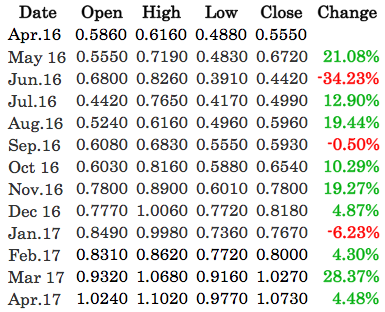 Date Open High Low Close Change
Apr.16 0.5860 0.6160 0.4880 0.5550
May 16 0.5550 0.7190 0.4830 0.6720 21.08%
Jun.16 0.6800 0.8260 0.3910 0.4420 -34.23%
Jul.16 0.4420 0.7650 0.4170 0.4990 12.90%
Aug.16 0.5240 0.6160 0.4960 0.5960 19.44%
Sep.16 0.6080 0.6830 0.5550 0.5930 -0.50%
Oct 16 0.6030 0.8160 0.5880 0.6540 10.29%
Nov.16 0.7800 0.8900 0.6010 0.7800 19.27%
Dec 16 0.7770 1.0060 0.7720 0.8180 4.87%
Jan.17 0.8490 0.9980 0.7360 0.7670 -6.23%
Feb.17 0.8310 0.8620 0.7720 0.8000 4.30%
Mar 17 0.9320 1.0680 0.9160 1.0270 28.37%
Apr.17 1.0240 1.1020 0.9770 1.0730 4.48%